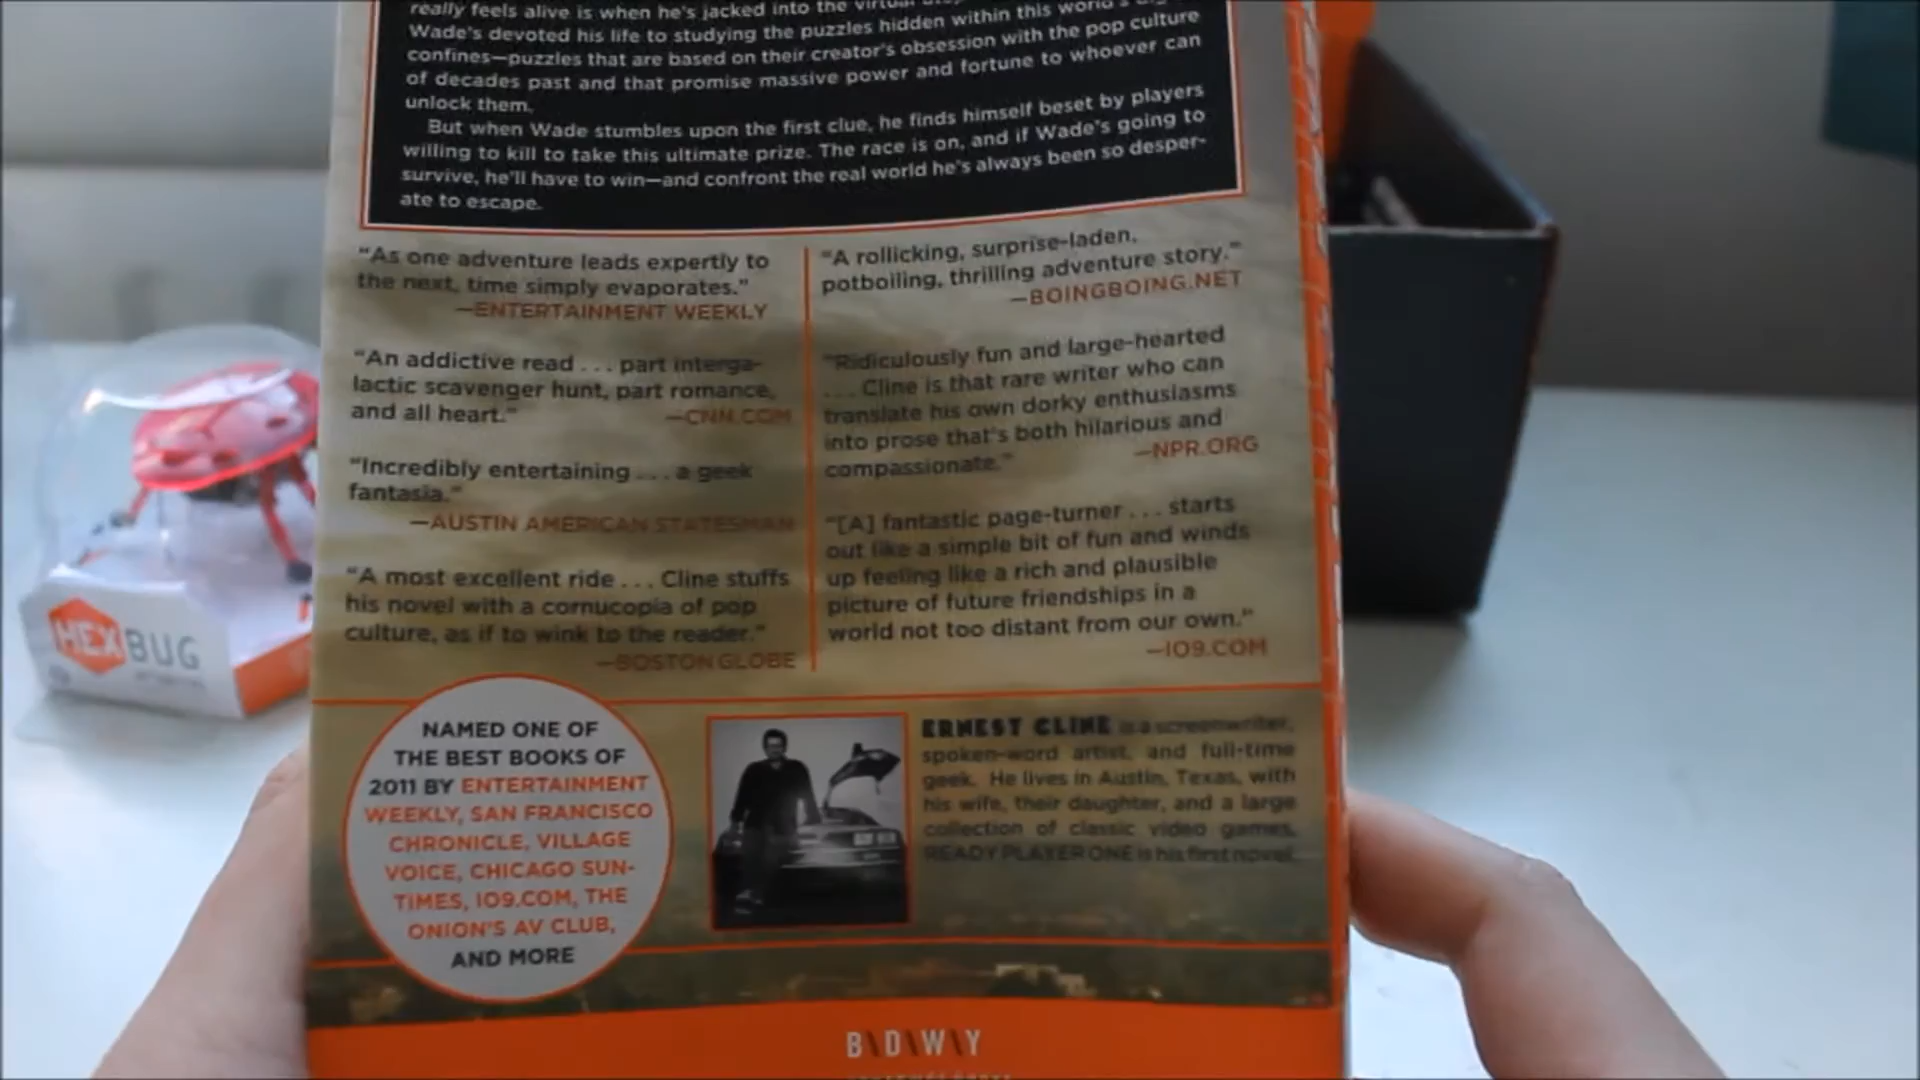 really feels alive is when he's jacked into the virtual
Wade's devoted his life to studying the puzzles hidden within this world's
confines—puzzles that are based on their creator's obsession with the pop culture
of decades past and that promise massive power and fortune to whoever can
unlock them.
But when Wade stumbles upon the first clue, he finds himself beset by players
willing to kill to take this ultimate prize. The race is on, and if Wade's going to
survive, he'll have to win—and confront the real world he's always been so desper-
ate to escape.
"As one adventure leads expertly to
the next, time simply evaporates."
—ENTERTAINMENT WEEKLY
"An addictive read . . . part interga-
lactic scavenger hunt, part romance,
and all heart." —CNN.COM
"Incredibly entertaining . . . a geek
fantasia."
—AUSTIN AMERICAN STATESMAN
"A most excellent ride . . . Cline stuffs
his novel with a cornucopia of pop
culture, as if to wink to the reader."
—BOSTON GLOBE
"A rollicking, surprise-laden,
potboiling, thrilling adventure story."
—BOINGBOING.NET
"Ridiculously fun and large-hearted
. . . Cline is that rare writer who can
translate his own dorky enthusiasms
into prose that's both hilarious and
compassionate." —NPR.ORG
"[A] fantastic page-turner . . . starts
out like a simple bit of fun and winds
up feeling like a rich and plausible
picture of future friendships in a
world not too distant from our own."
—IO9.COM
NAMED ONE OF
THE BEST BOOKS OF
2011 BY ENTERTAINMENT
WEEKLY, SAN FRANCISCO
CHRONICLE, VILLAGE
VOICE, CHICAGO SUN-
TIMES, IO9.COM, THE
ONION'S AV CLUB,
AND MORE
ERNEST CLINE is a screenwriter,
spoken-word artist, and full-time
geek. He lives in Austin, Texas, with
his wife, their daughter, and a large
collection of classic video games.
READY PLAYER ONE is his first novel.
B\D\W\Y
HEXBUG